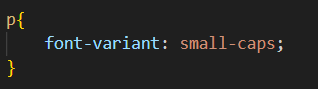 p{
    font-variant: small-caps;
}